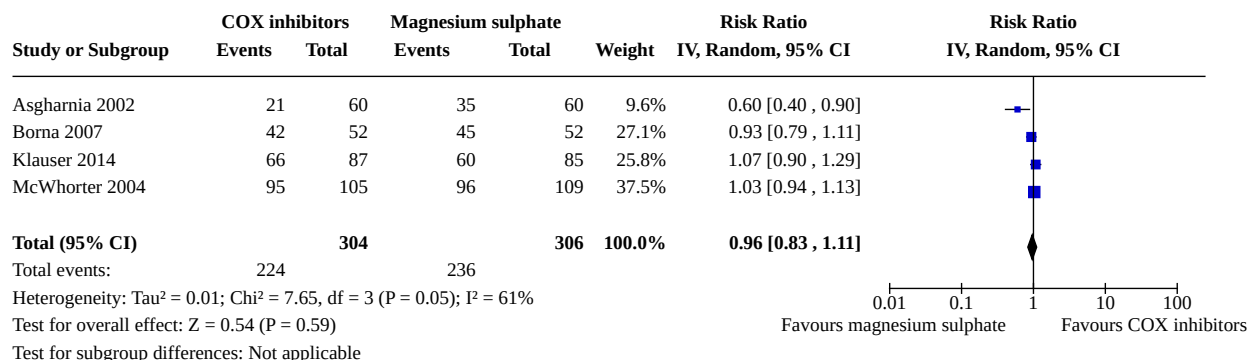 COX inhibitors Magnesium sulphate Risk Ratio Risk Ratio
Study or Subgroup Events Total Events Total Weight IV, Random, 95% CI IV, Random, 95% CI
Asgharnia 2002 21 60 35 60 9.6% 0.60 [0.40 , 0.90]
Borna 2007 42 52 45 52 27.1% 0.93 [0.79 , 1.11]
Klauser 2014 66 87 60 85 25.8% 1.07 [0.90 , 1.29]
McWhorter 2004 95 105 96 109 37.5% 1.03 [0.94 , 1.13]
Total (95% CI) 304 306 100.0% 0.96 [0.83 , 1.11]
Total events: 224 236
Heterogeneity: Tau² = 0.01; Chi² = 7.65, df = 3 (P = 0.05); I² = 61%
0.01 0.1 1 10 100
Test for overall effect: Z = 0.54 (P = 0.59)
Favours magnesium sulphate Favours COX inhibitors
Test for subgroup differences: Not applicable